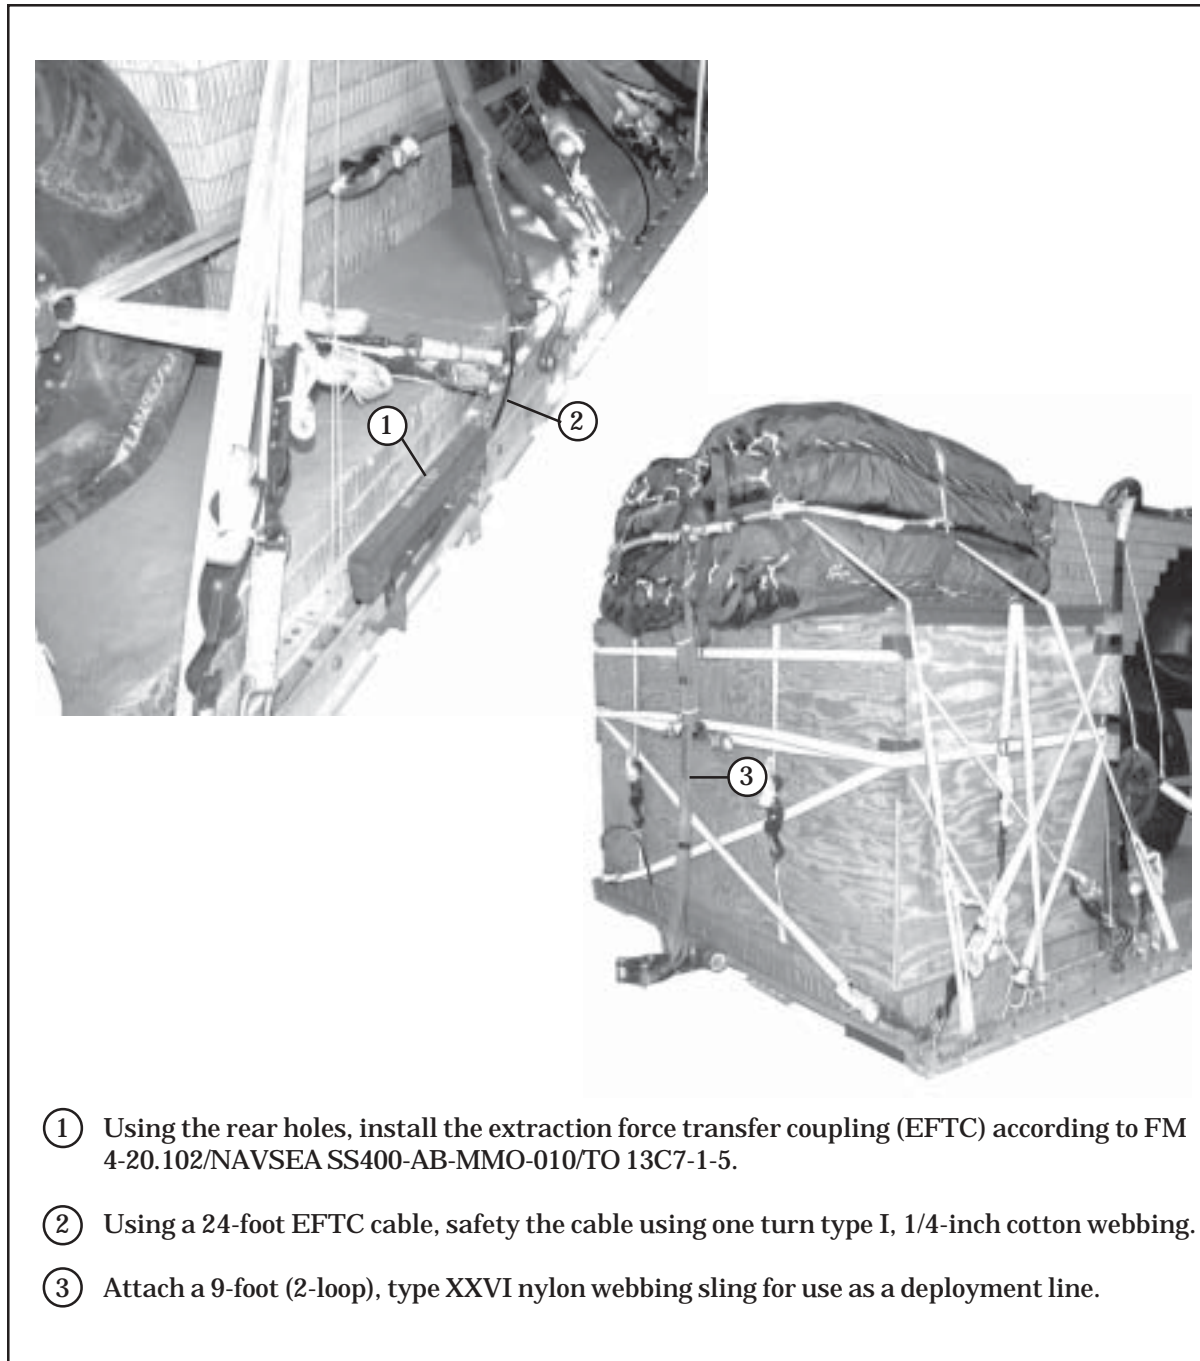 1
2
3
1 Using the rear holes, install the extraction force transfer coupling (EFTC) according to FM
4-20.102/NAVSEA SS400-AB-MMO-010/TO 13C7-1-5.
2 Using a 24-foot EFTC cable, safety the cable using one turn type I, 1/4-inch cotton webbing.
3 Attach a 9-foot (2-loop), type XXVI nylon webbing sling for use as a deployment line.